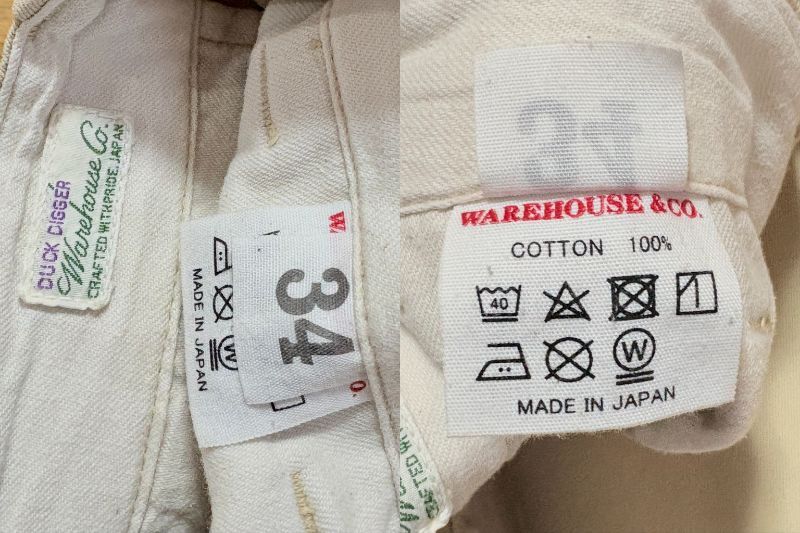 DUCK DIGGER
Warehouse Co.
CRAFTED WITH PRIDE JAPAN
34
W
MADE IN JAPAN
O.
34
WAREHOUSE & CO.
COTTON 100%
40
W
MADE IN JAPAN